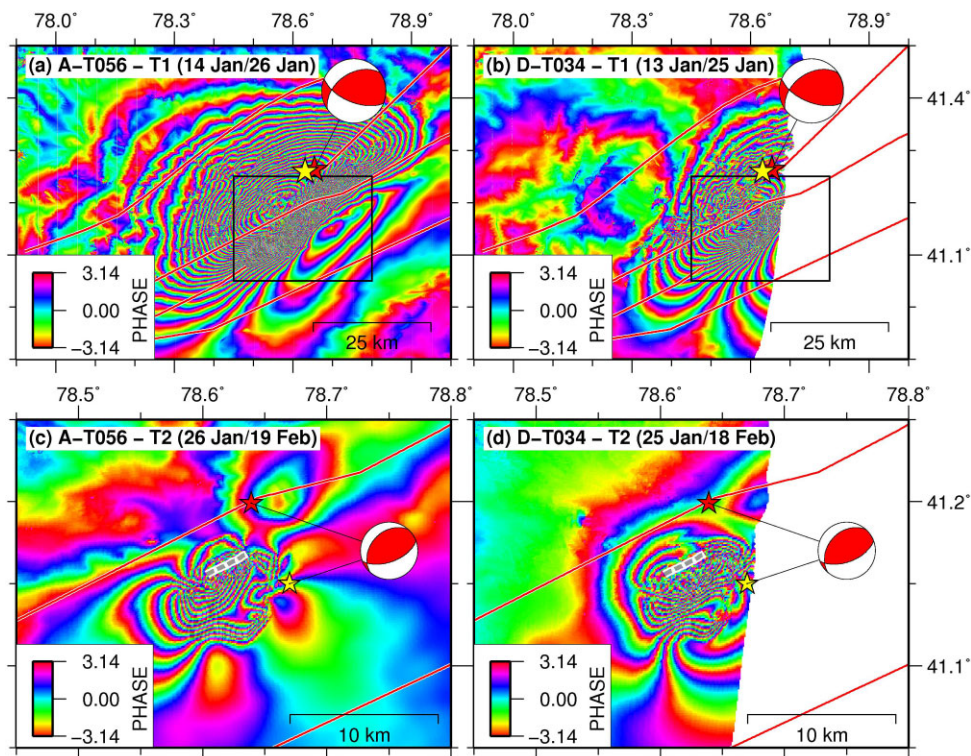 78.0° 78.3° 78.6° 78.9° 78.0° 78.3° 78.6° 78.9°
(a) A−T056 − T1 (14 Jan/26 Jan) (b) D−T034 − T1 (13 Jan/25 Jan)
41.4°
41.1°
3.14 0.00 −3.14 PHASE 25 km 3.14 0.00 −3.14 PHASE 25 km
78.5° 78.6° 78.7° 78.8° 78.6° 78.7° 78.8°
(c) A−T056 − T2 (26 Jan/19 Feb) (d) D−T034 − T2 (25 Jan/18 Feb)
41.2°
41.1°
3.14 0.00 −3.14 PHASE 10 km 3.14 0.00 −3.14 PHASE 10 km